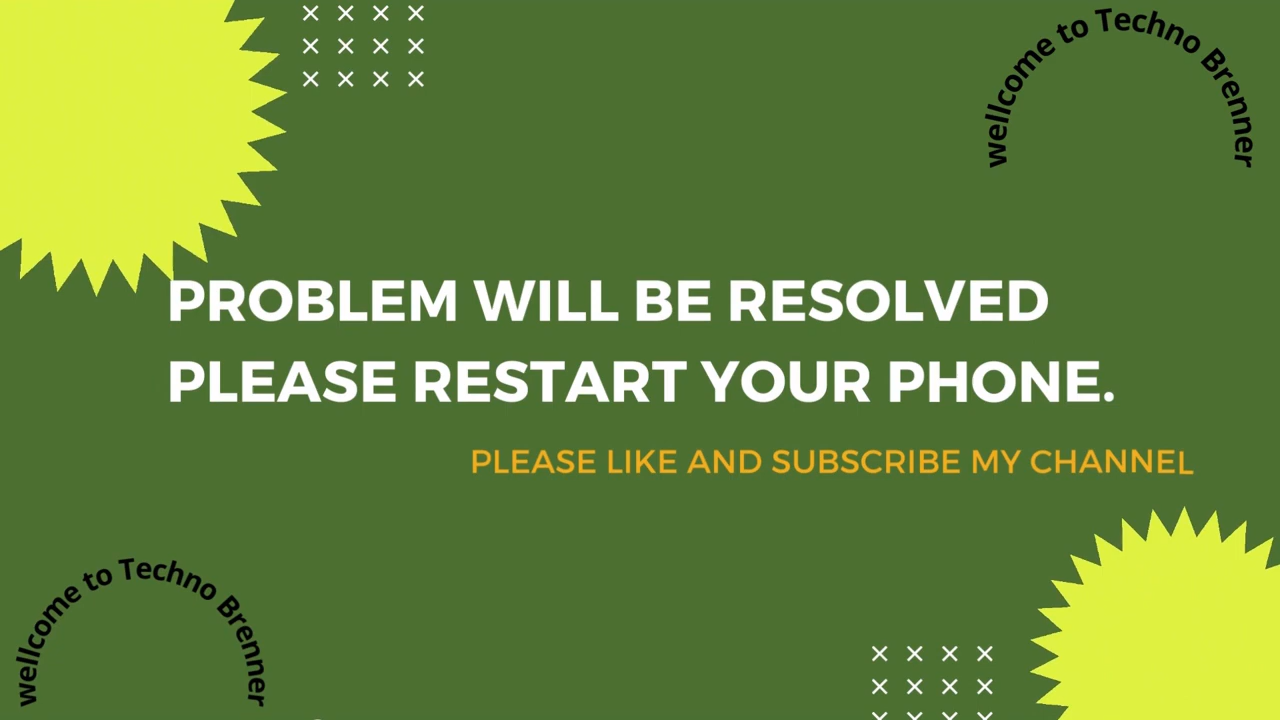 wellcome to Techno Brenner
PROBLEM WILL BE RESOLVED
PLEASE RESTART YOUR PHONE.
PLEASE LIKE AND SUBSCRIBE MY CHANNEL
wellcome to Techno Brenner